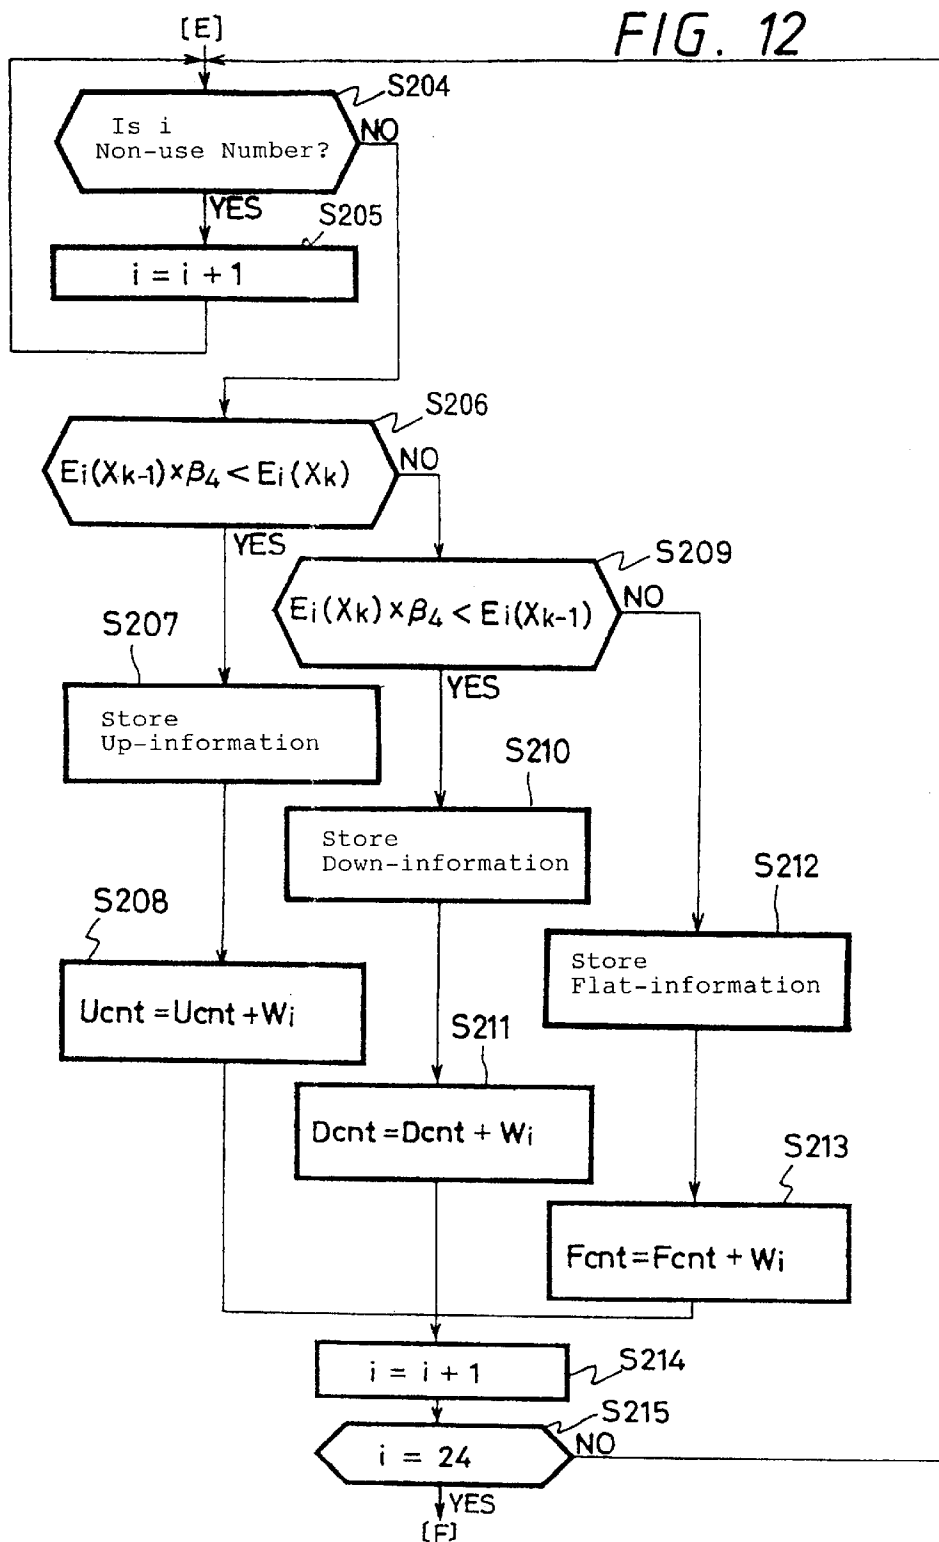 FIG. 12
[E]
S204
Is i
Non-use Number?
NO
YES
S205
i = i + 1
S206
Ei(Xk-1)×β4 < Ei(Xk)
NO
YES
S209
Ei(Xk)×β4 < Ei(Xk-1)
NO
YES
S207
Store
Up-information
S210
Store
Down-information
S212
Store
Flat-information
S208
Ucnt = Ucnt + Wi
S211
Dcnt = Dcnt + Wi
S213
Fcnt = Fcnt + Wi
S214
i = i + 1
S215
i = 24
NO
YES
[F]